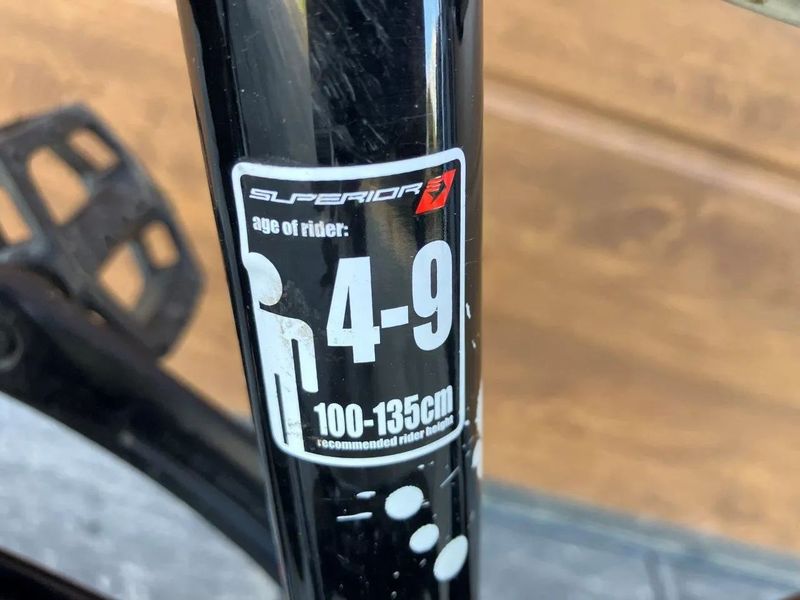 SUPERIOR
age of rider:
4-9
100-135cm
recommended rider height